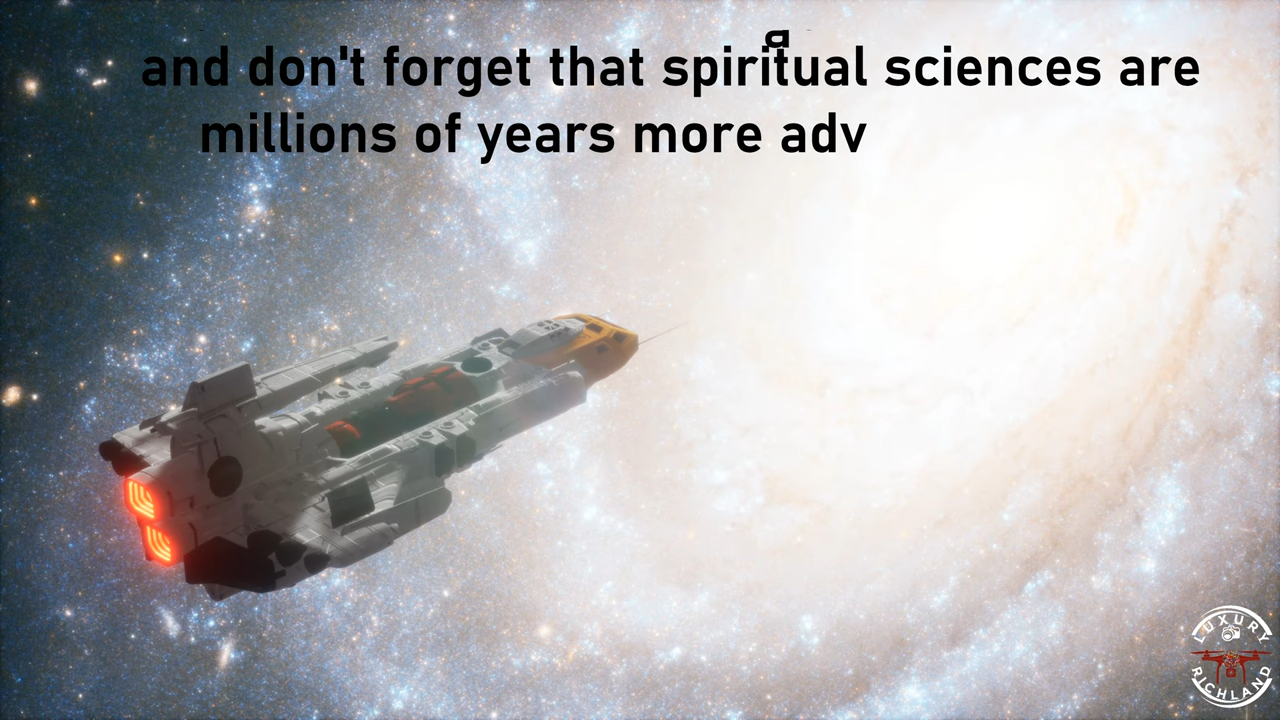 and don't forget that spiritual sciences are
millions of years more adv
a
LUXURY
RICHLAND